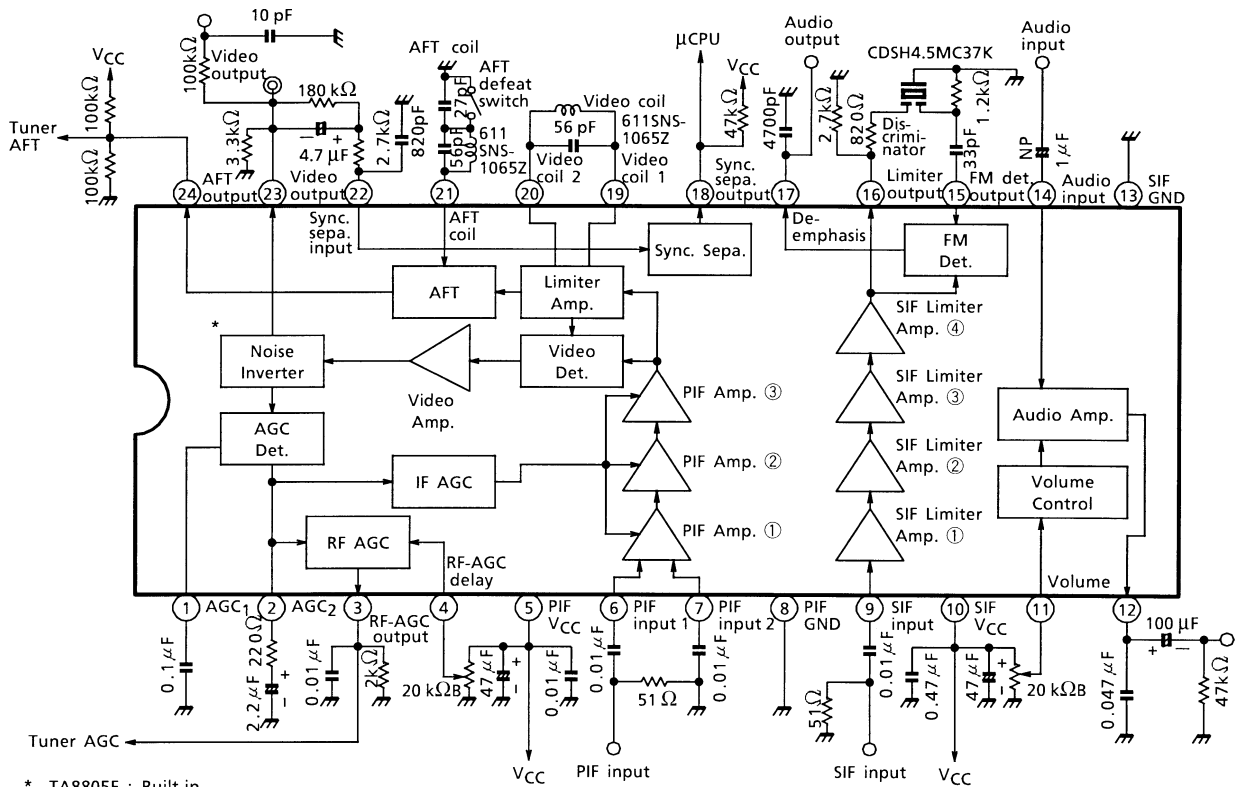 10 pF
VCC
100kΩ
Tuner
AFT
100kΩ
100kΩ
Video
output
3.3kΩ
180 kΩ
− +
4.7 μF
2.7kΩ
820pF
AFT coil
27pF
AFT
defeat
switch
56pF
611
SNS-
1065Z
Video coil
56 pF
611SNS-
1065Z
Video
coil 2
Video
coil 1
μCPU
VCC
47kΩ
Audio
output
4700pF
2.7kΩ
820Ω
CDSH4.5MC37K
Dis-
criminator
1.2kΩ
33pF
Audio
input
NP
1μF
24 AFT
output
23 Video
output
22
21
20
19
18 Sync.
sepa.
output
17
16 Limiter
output
15 FM det.
output
14 Audio
input
13 SIF
GND
Sync.
sepa.
input
AFT
coil
Sync. Sepa.
De-
emphasis
FM
Det.
AFT
Limiter
Amp.
SIF Limiter
Amp. ④
*
Noise
Inverter
Video
Amp.
Video
Det.
PIF Amp. ③
SIF Limiter
Amp. ③
Audio Amp.
AGC
Det.
IF AGC
PIF Amp. ②
SIF Limiter
Amp. ②
Volume
Control
RF AGC
RF-AGC
delay
PIF Amp. ①
SIF Limiter
Amp. ①
Volume
1 AGC1
2 AGC2
3
RF-AGC
output
4
5 PIF
VCC
6 PIF
input 1
7 PIF
input 2
8 PIF
GND
9 SIF
input
10 SIF
VCC
11
12
0.1μF
220Ω
2.2μF
+
−
0.01μF
2kΩ
20 kΩB
47μF
+
−
0.01μF
0.01μF
51Ω
0.01μF
51Ω
0.01μF
0.47μF
47μF
+
−
20 kΩB
0.047μF
100 μF
+ −
47kΩ
Tuner AGC
VCC
PIF input
SIF input
VCC